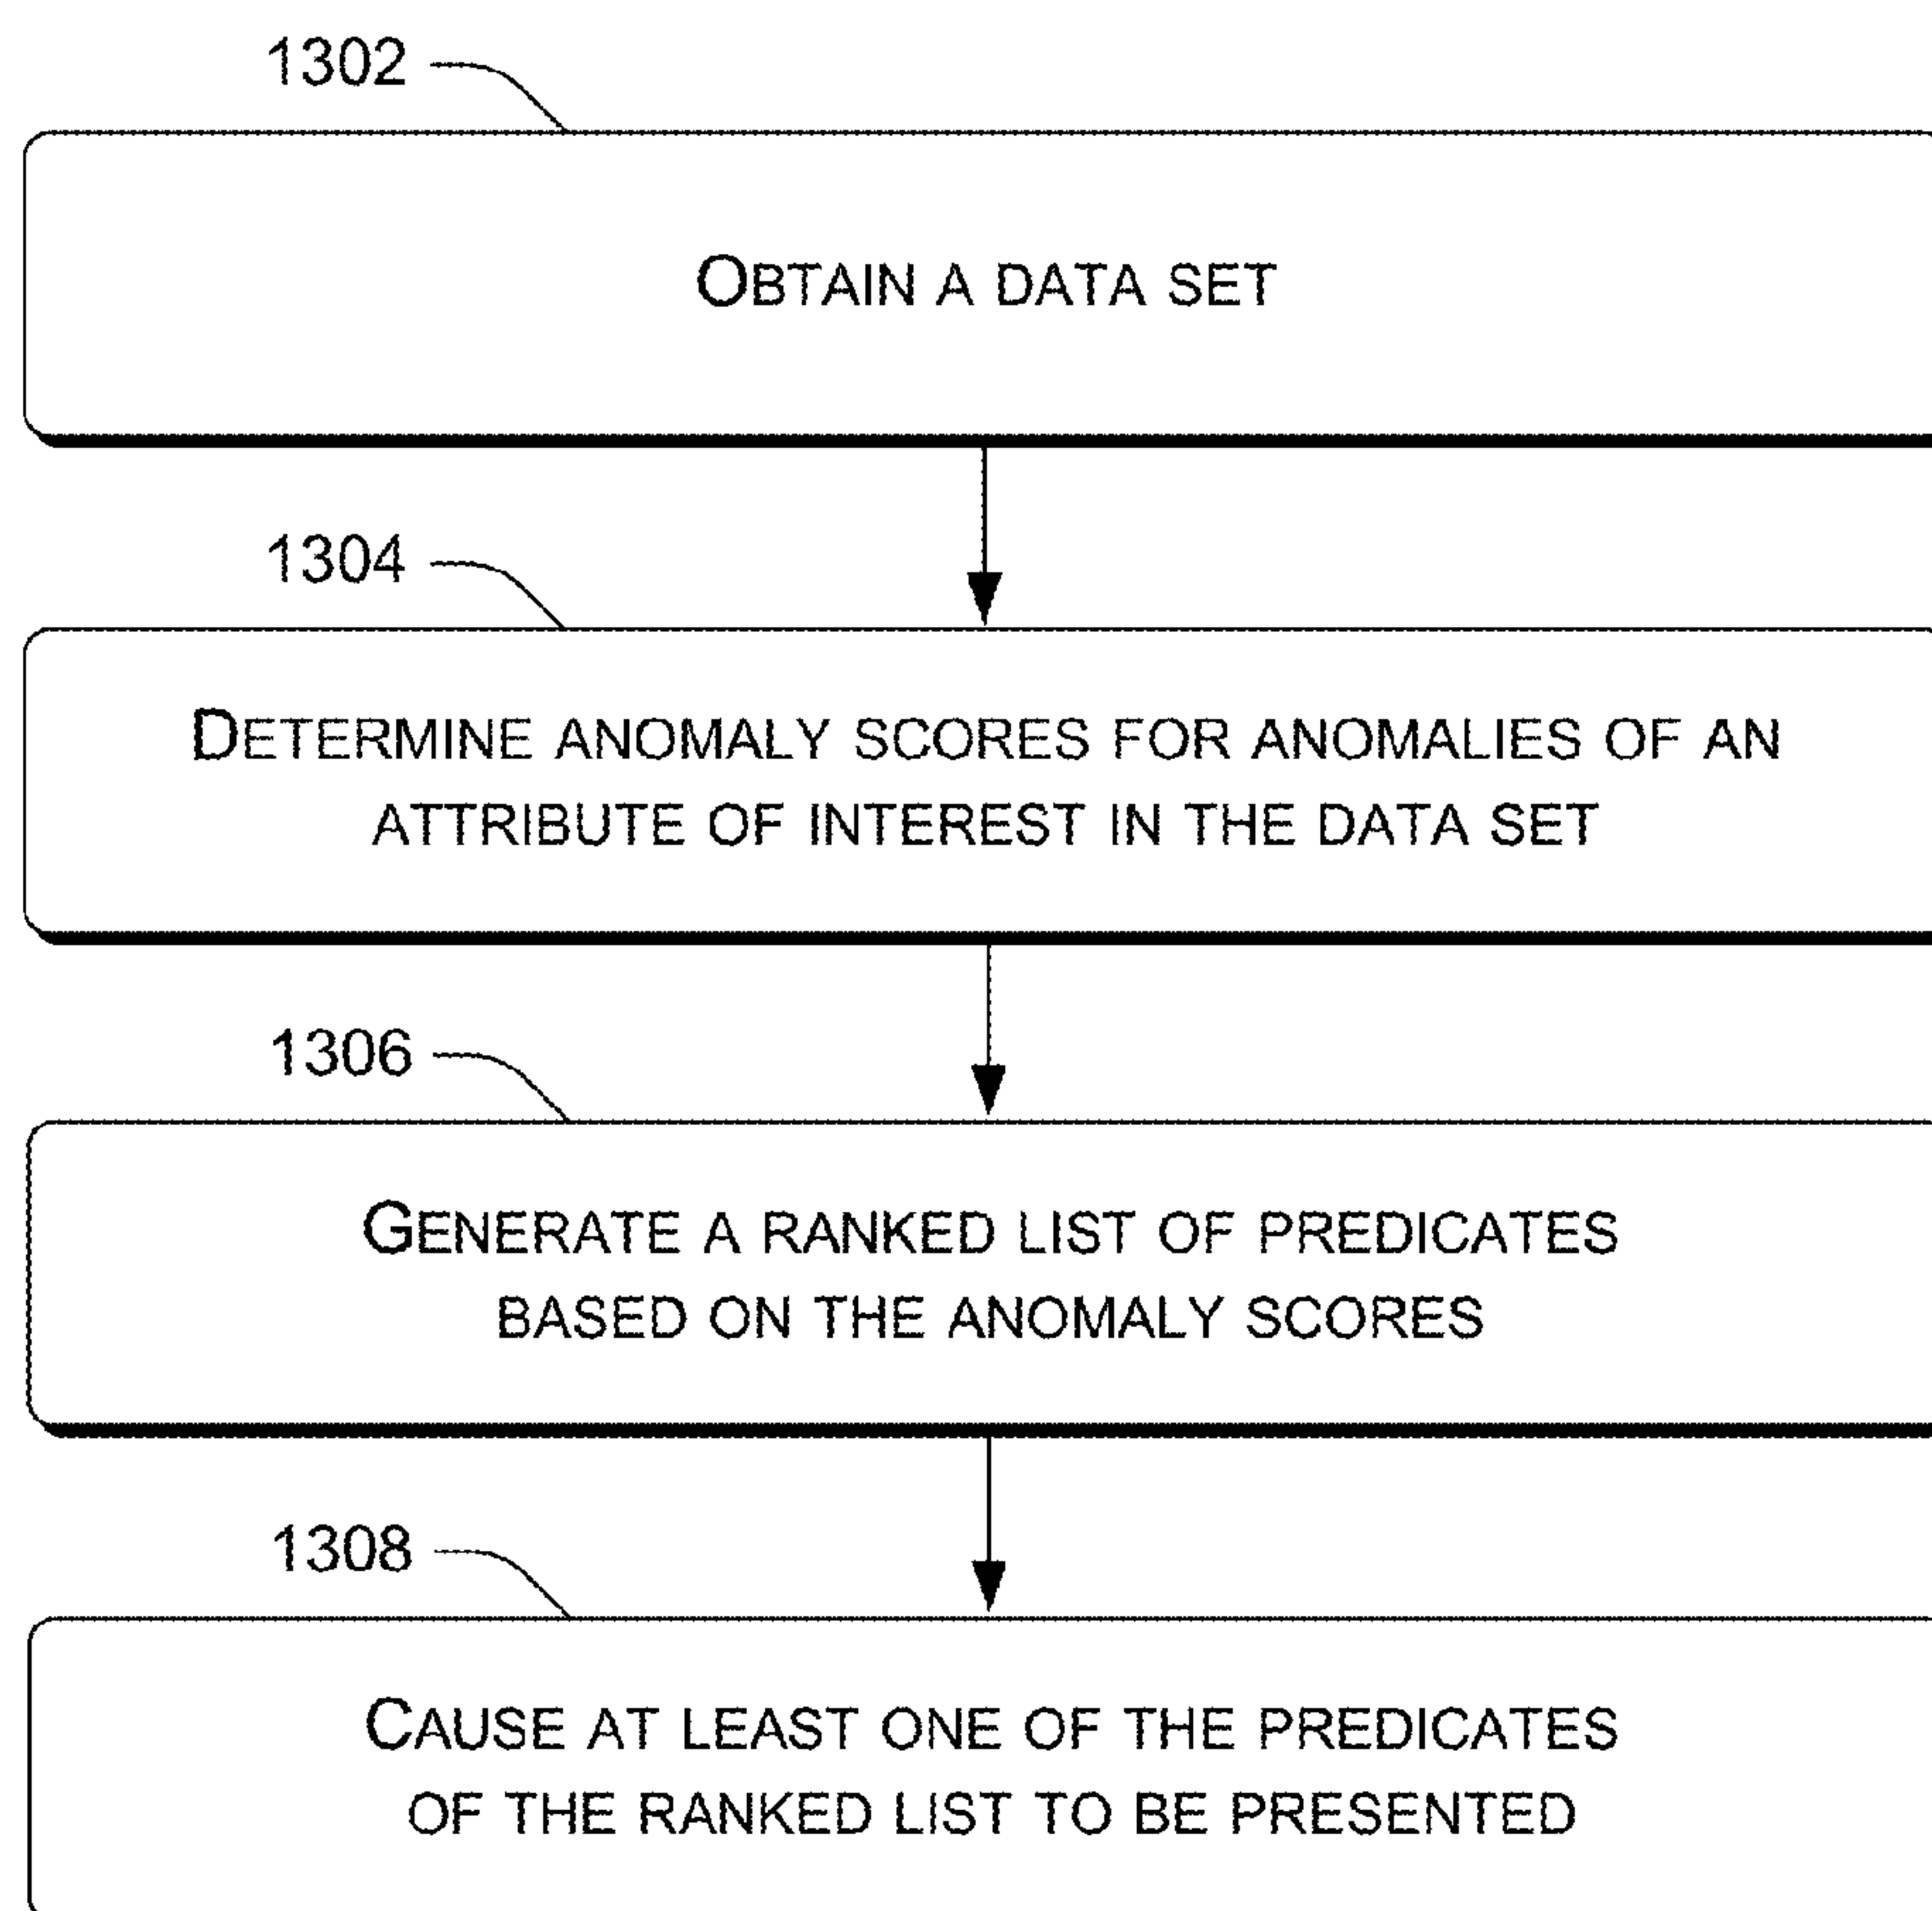 1302
OBTAIN A DATA SET
1304
DETERMINE ANOMALY SCORES FOR ANOMALIES OF AN
ATTRIBUTE OF INTEREST IN THE DATA SET
1306
GENERATE A RANKED LIST OF PREDICATES
BASED ON THE ANOMALY SCORES
1308
CAUSE AT LEAST ONE OF THE PREDICATES
OF THE RANKED LIST TO BE PRESENTED